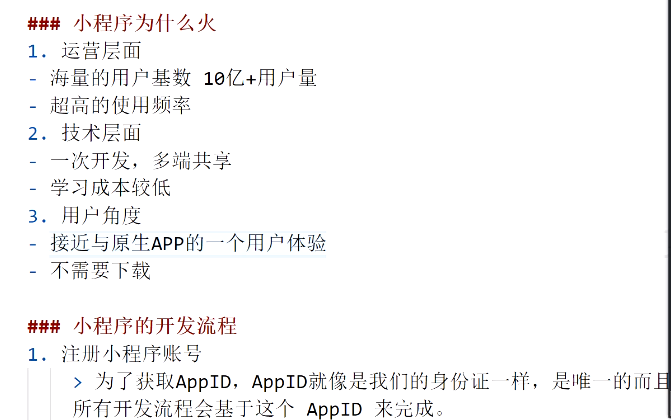 ### 小程序为什么火
1. 运营层面
- 海量的用户基数 10亿+用户量
- 超高的使用频率
2. 技术层面
- 一次开发，多端共享
- 学习成本较低
3. 用户角度
- 接近与原生APP的一个用户体验
- 不需要下载
### 小程序的开发流程
1. 注册小程序账号
> 为了获取AppID，AppID就像是我们的身份证一样，是唯一的而且
所有开发流程会基于这个 AppID 来完成。